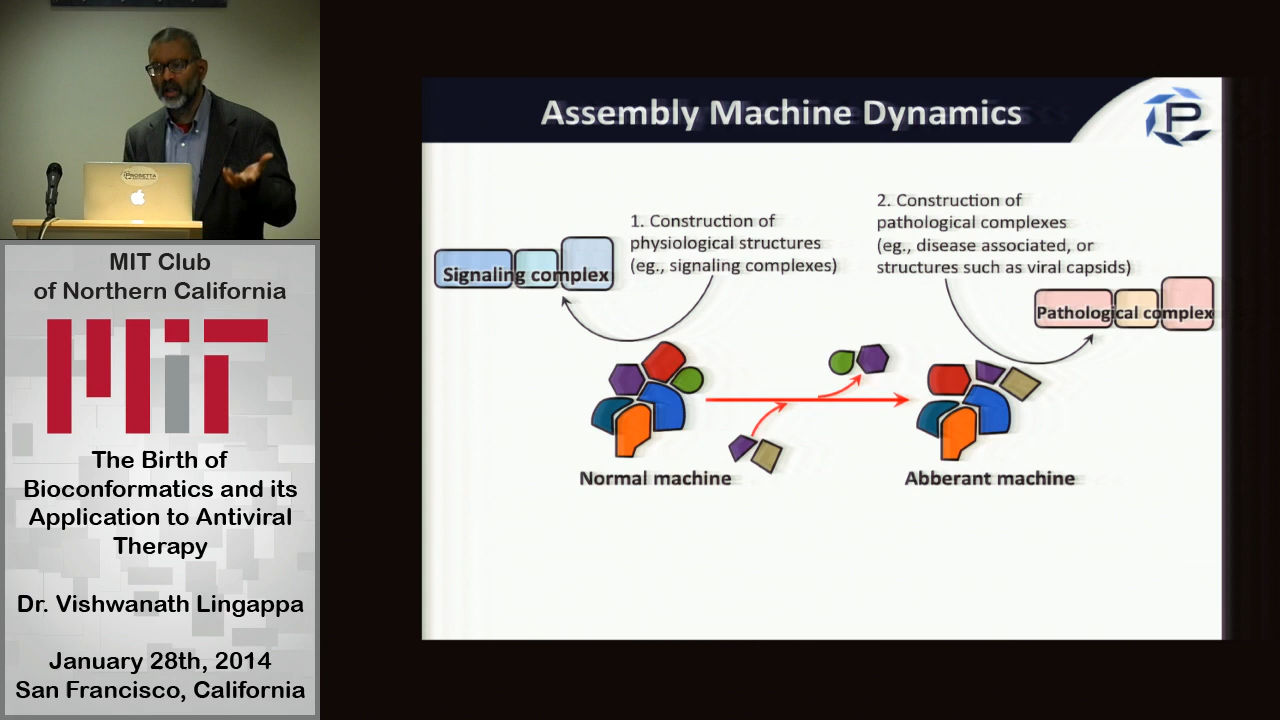 PROSETTA
MIT Club
of Northern California
MIT
The Birth of
Bioconformatics and its
Application to Antiviral
Therapy
Dr. Vishwanath Lingappa
January 28th, 2014
San Francisco, California
Assembly Machine Dynamics
P
1. Construction of
physiological structures
(eg., signaling complexes)
2. Construction of
pathological complexes
(eg., disease associated, or
structures such as viral capsids)
Signaling complex
Pathological complex
Normal machine
Abberant machine